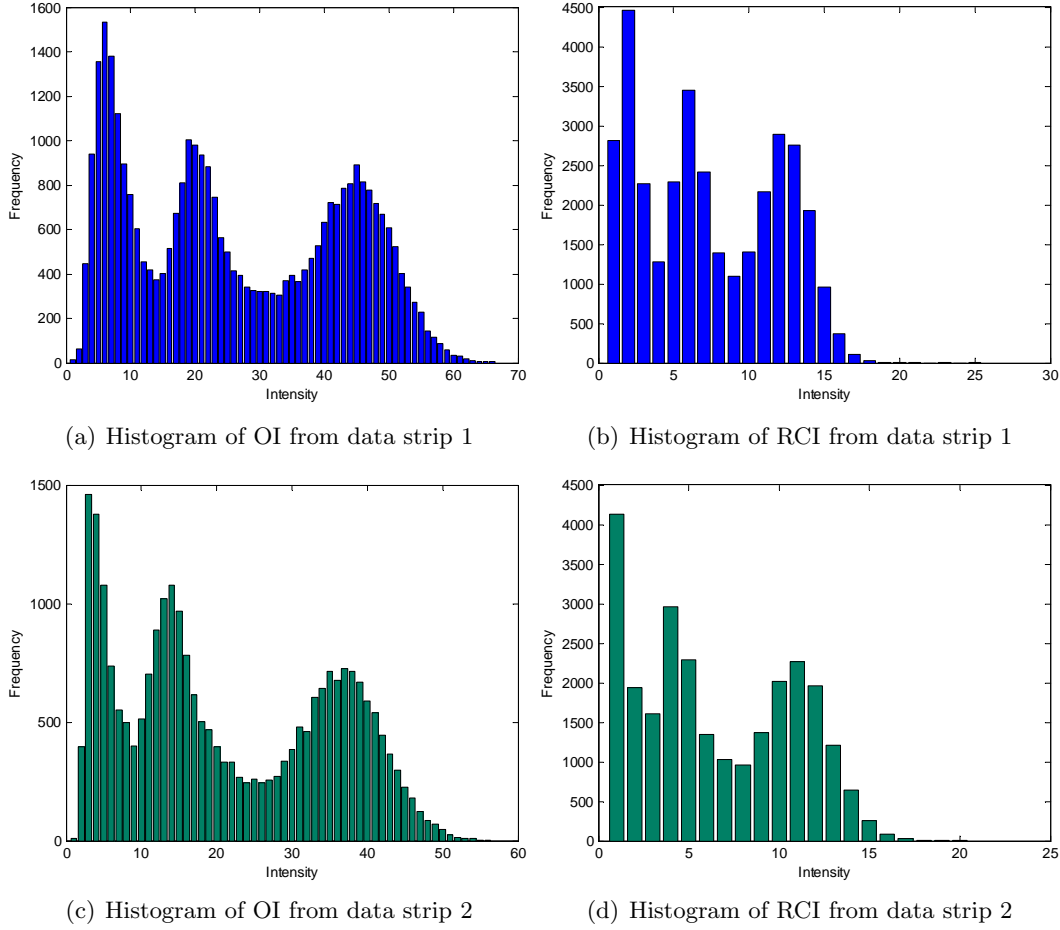 1600
1400
1200
1000
800
600
400
200
0
Frequency
0 10 20 30 40 50 60 70
Intensity
(a) Histogram of OI from data strip 1
4500
4000
3500
3000
2500
2000
1500
1000
500
0
Frequency
0 5 10 15 20 25 30
Intensity
(b) Histogram of RCI from data strip 1
1500
1000
500
0
Frequency
0 10 20 30 40 50 60
Intensity
(c) Histogram of OI from data strip 2
4500
4000
3500
3000
2500
2000
1500
1000
500
0
Frequency
0 5 10 15 20 25
Intensity
(d) Histogram of RCI from data strip 2